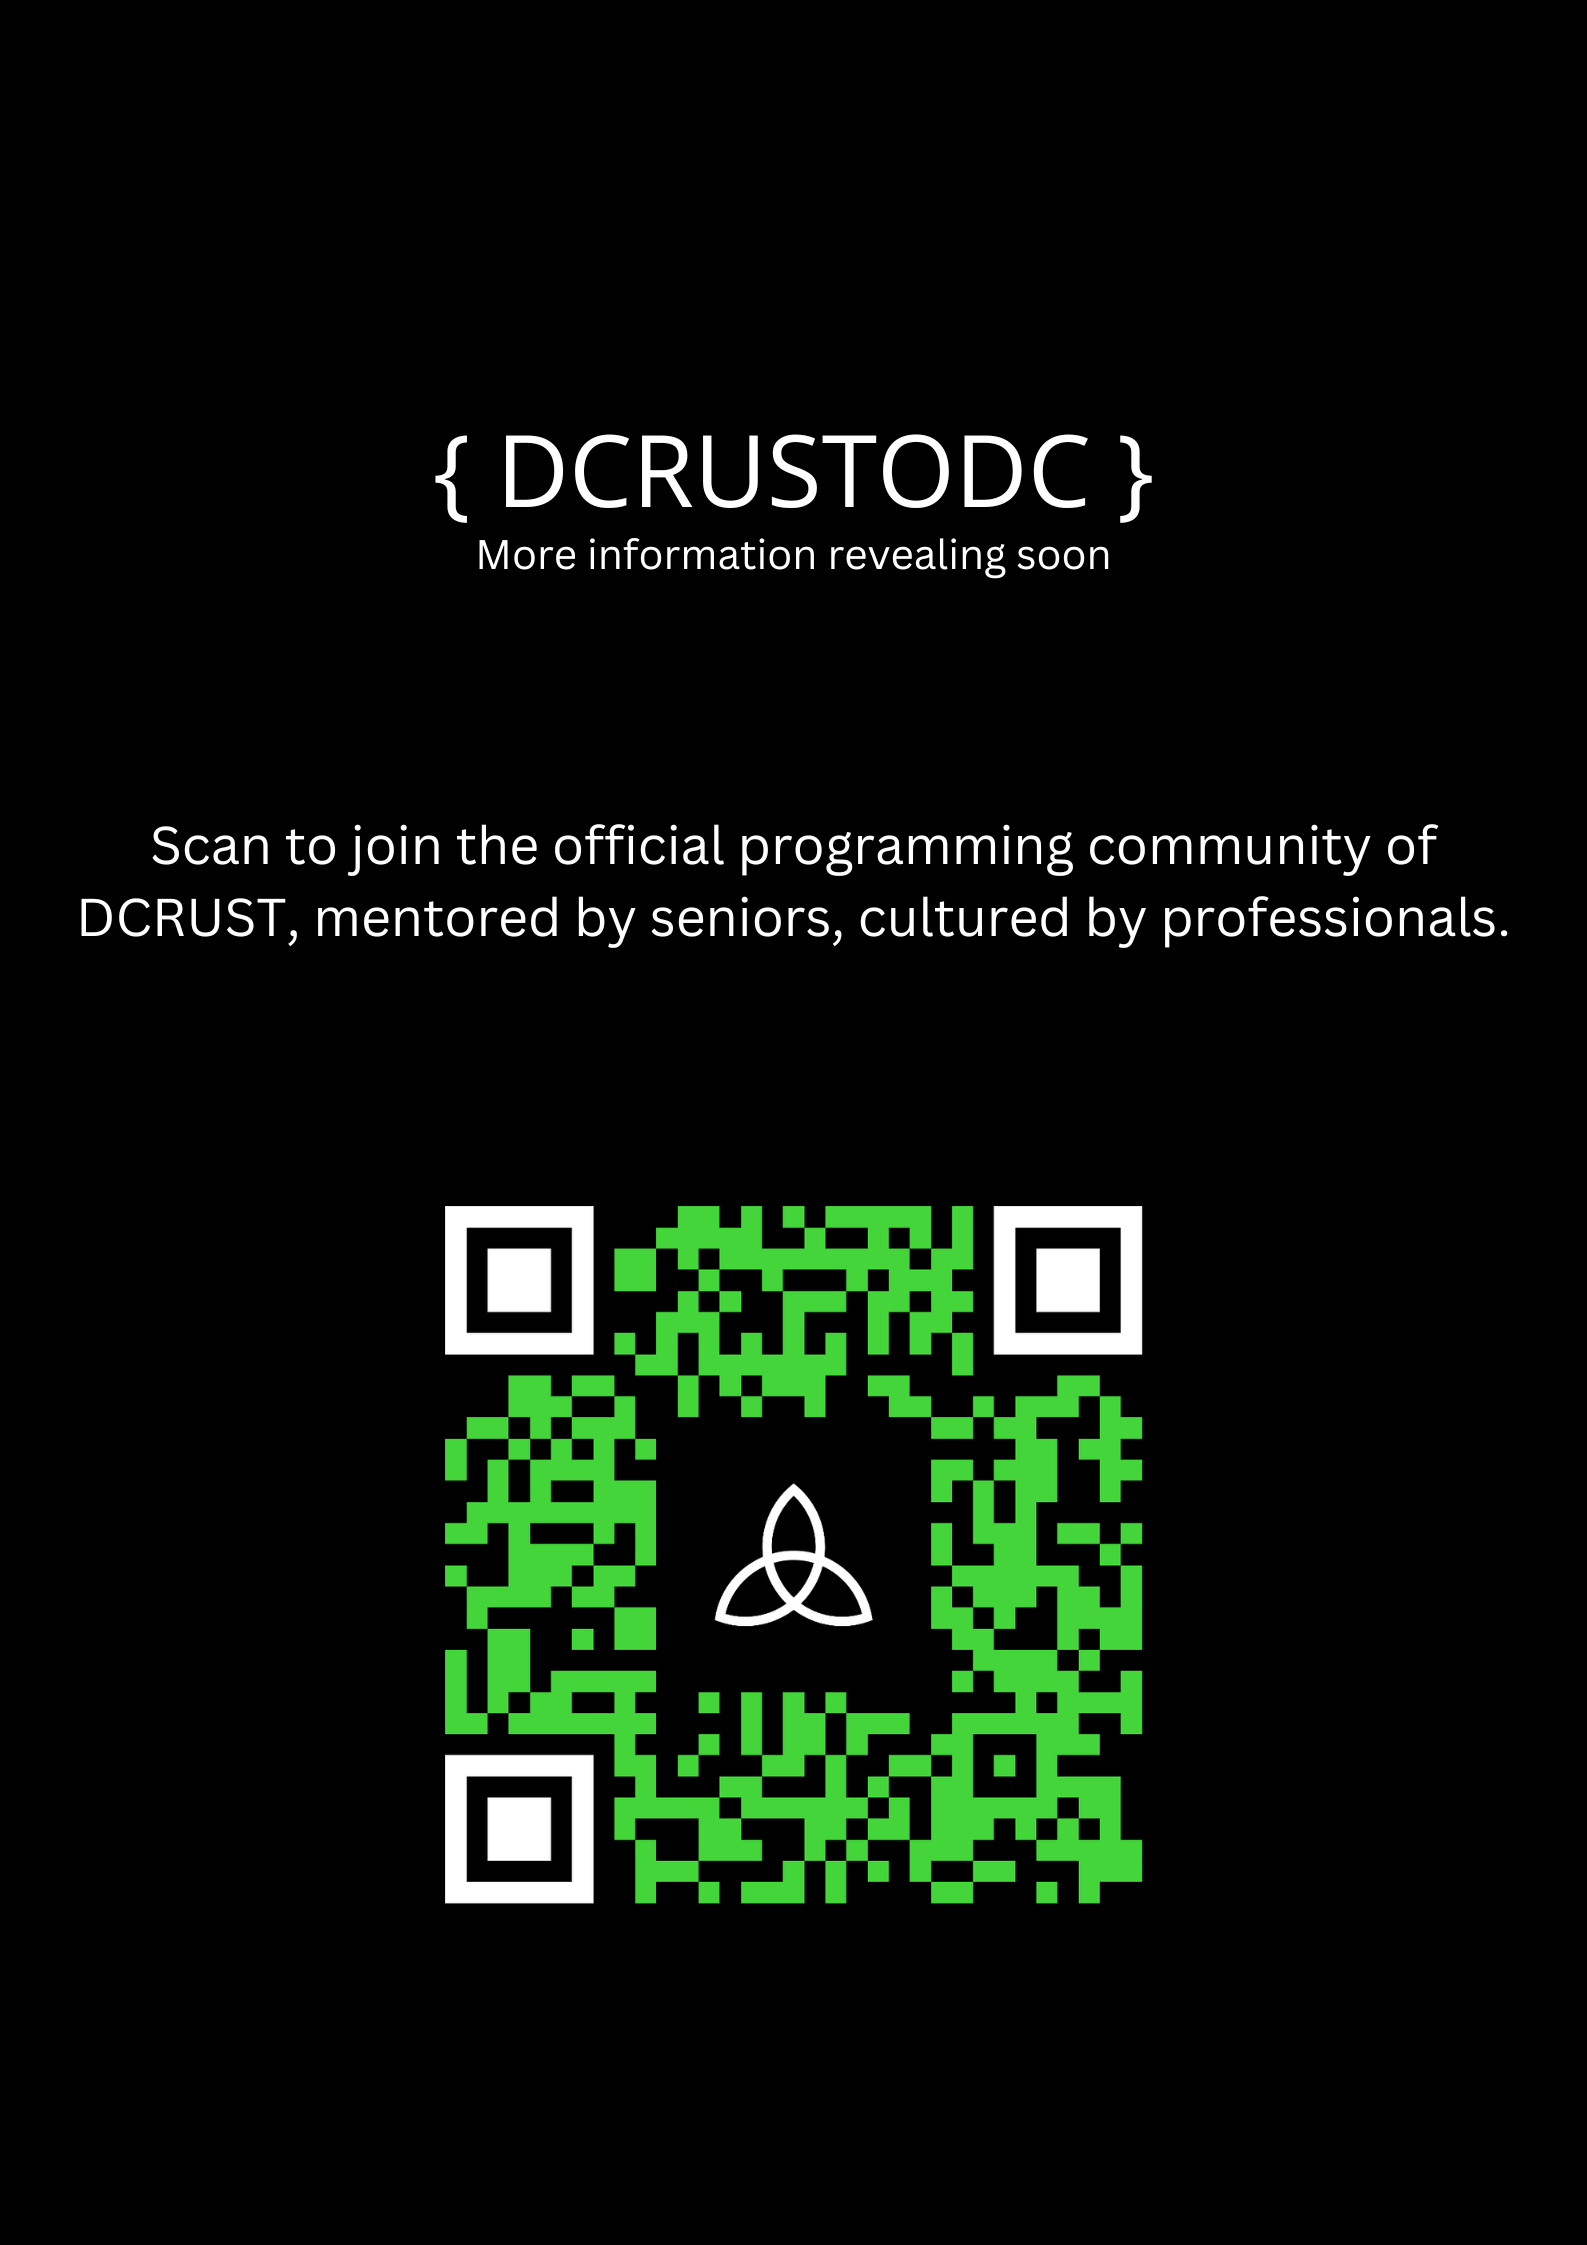 { DCRUSTODC }
More information revealing soon
Scan to join the official programming community of
DCRUST, mentored by seniors, cultured by professionals.